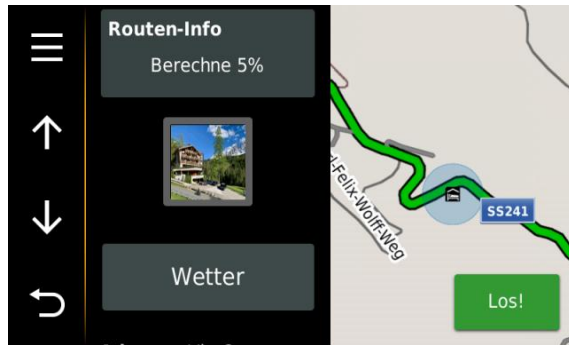 Routen-Info
Berechne 5%
Wetter
-Felix-Wolff-Weg
SS241
Los!